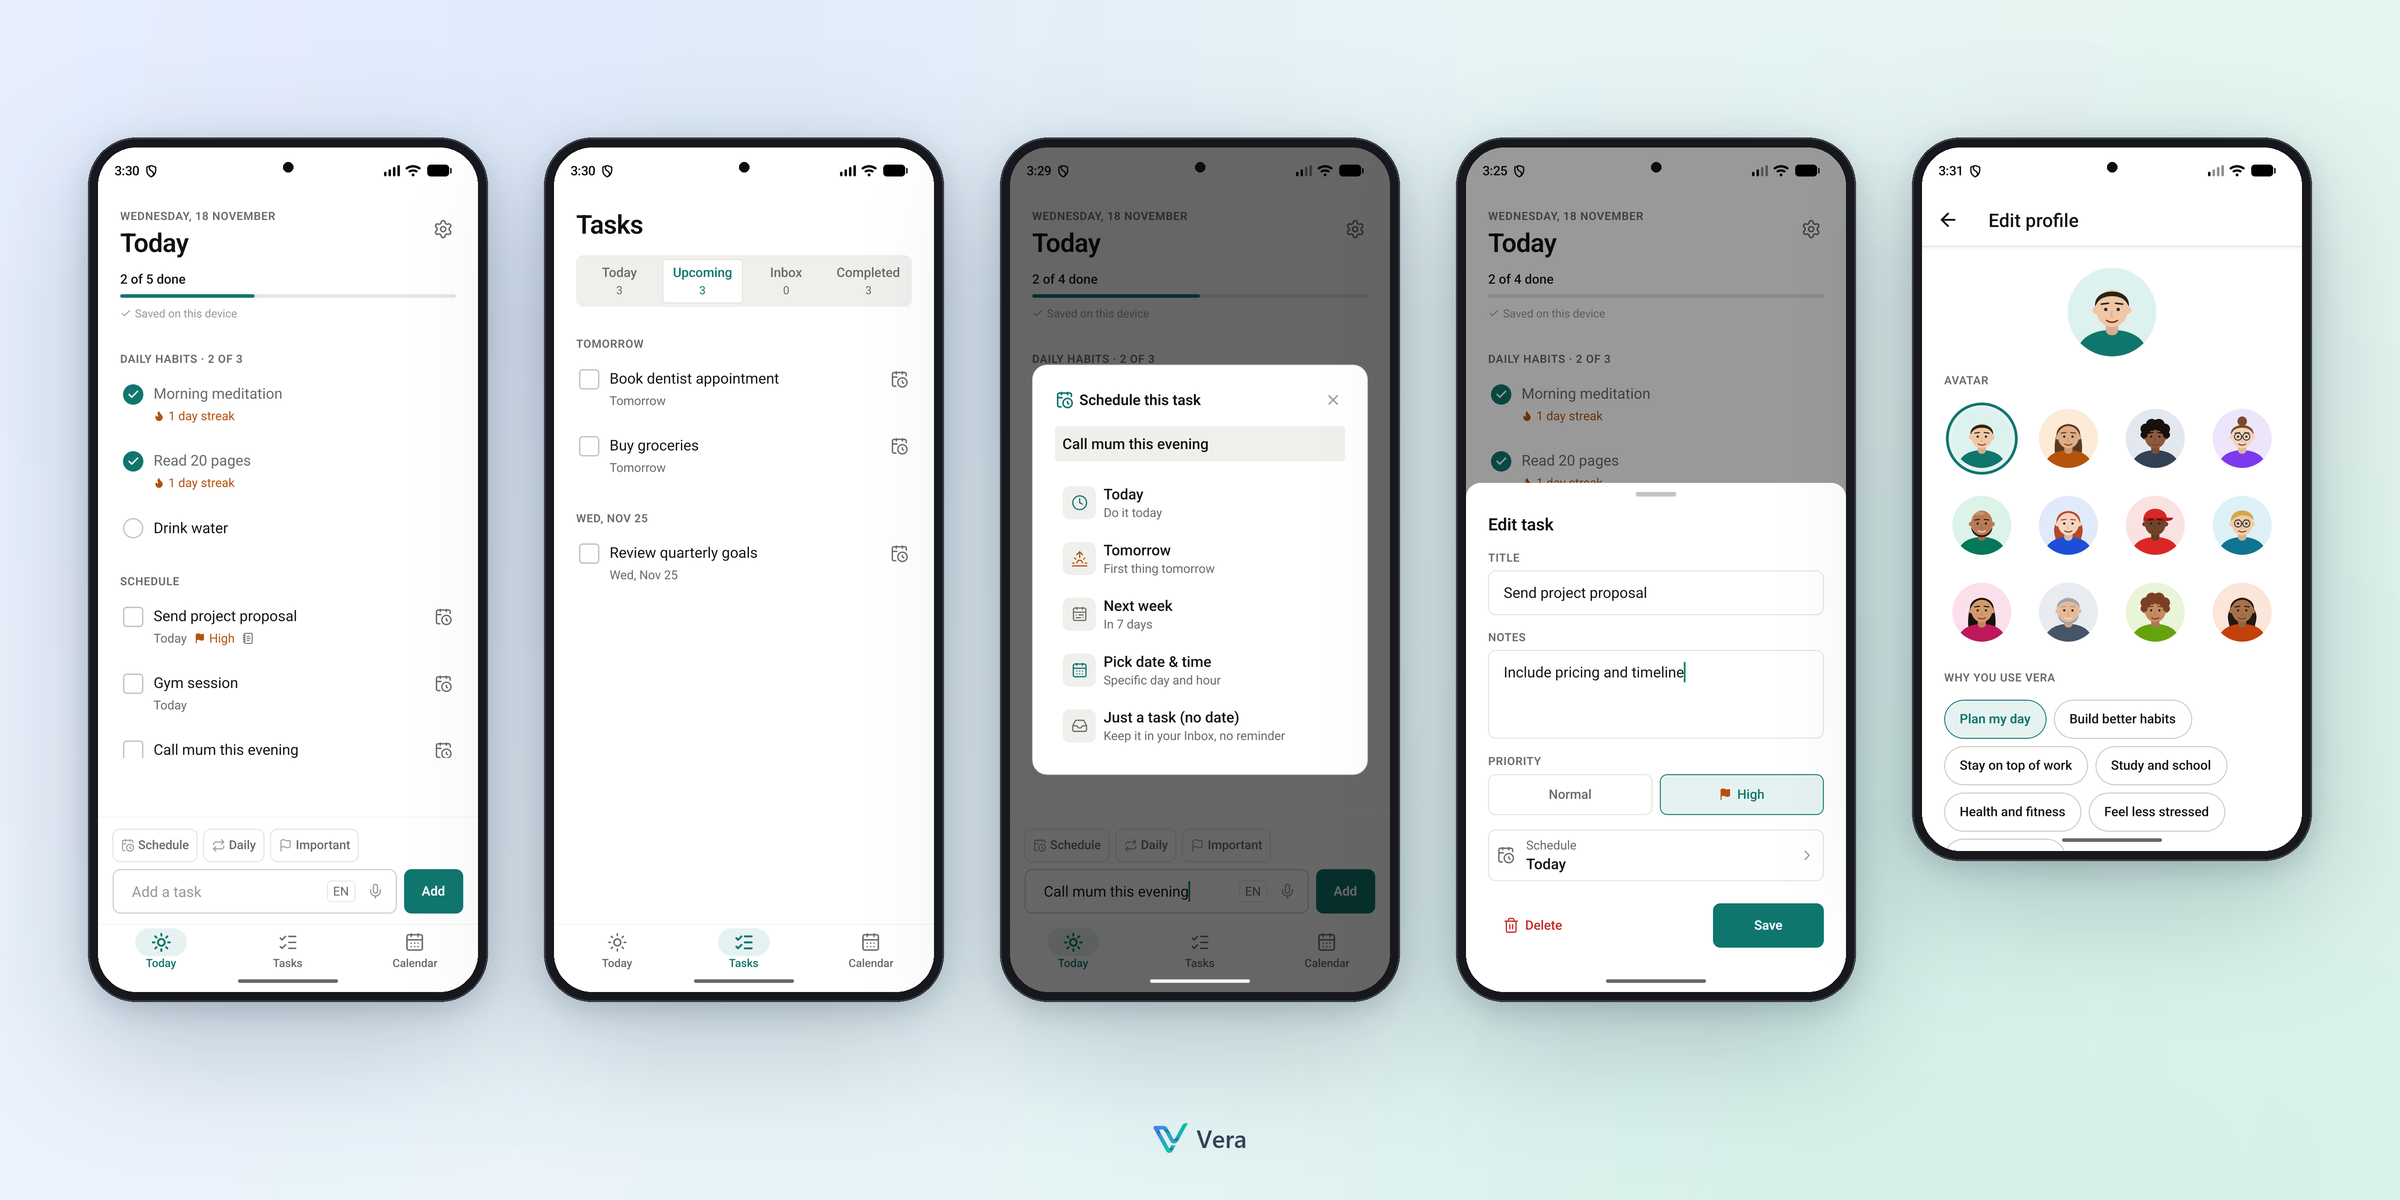 3:30
WEDNESDAY, 18 NOVEMBER
Today
2 of 5 done
Saved on this device
DAILY HABITS · 2 OF 3
Morning meditation
1 day streak
Read 20 pages
1 day streak
Drink water
SCHEDULE
Send project proposal
Today High
Gym session
Today
Call mum this evening
Schedule Daily Important
Add a task EN Add
Today Tasks Calendar
3:30
Tasks
Today Upcoming Inbox Completed
3 3 0 3
TOMORROW
Book dentist appointment
Tomorrow
Buy groceries
Tomorrow
WED, NOV 25
Review quarterly goals
Wed, Nov 25
Today Tasks Calendar
3:29
WEDNESDAY, 18 NOVEMBER
Today
2 of 4 done
Saved on this device
DAILY HABITS · 2 OF 3
Schedule this task
Call mum this evening
Today
Do it today
Tomorrow
First thing tomorrow
Next week
In 7 days
Pick date & time
Specific day and hour
Just a task (no date)
Keep it in your Inbox, no reminder
Schedule Daily Important
Call mum this evening EN Add
Today Tasks Calendar
3:25
WEDNESDAY, 18 NOVEMBER
Today
2 of 4 done
Saved on this device
DAILY HABITS · 2 OF 3
Morning meditation
1 day streak
Read 20 pages
1 day streak
Edit task
TITLE
Send project proposal
NOTES
Include pricing and timeline
PRIORITY
Normal High
Schedule
Today
Delete Save
3:31
Edit profile
AVATAR
WHY YOU USE VERA
Plan my day Build better habits
Stay on top of work Study and school
Health and fitness Feel less stressed
Vera